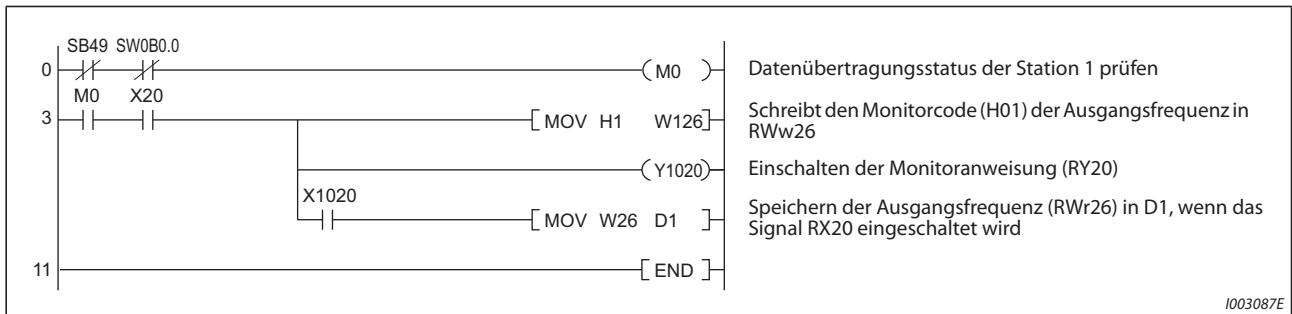 SB49 SW0B0.0
0 M0 Datenübertragungsstatus der Station 1 prüfen
M0 X20
3 MOV H1 W126 Schreibt den Monitorcode (H01) der Ausgangsfrequenz in
RWw26
Y1020 Einschalten der Monitoranweisung (RY20)
X1020
MOV W26 D1 Speichern der Ausgangsfrequenz (RWr26) in D1, wenn das
Signal RX20 eingeschaltet wird
11 END
I003087E